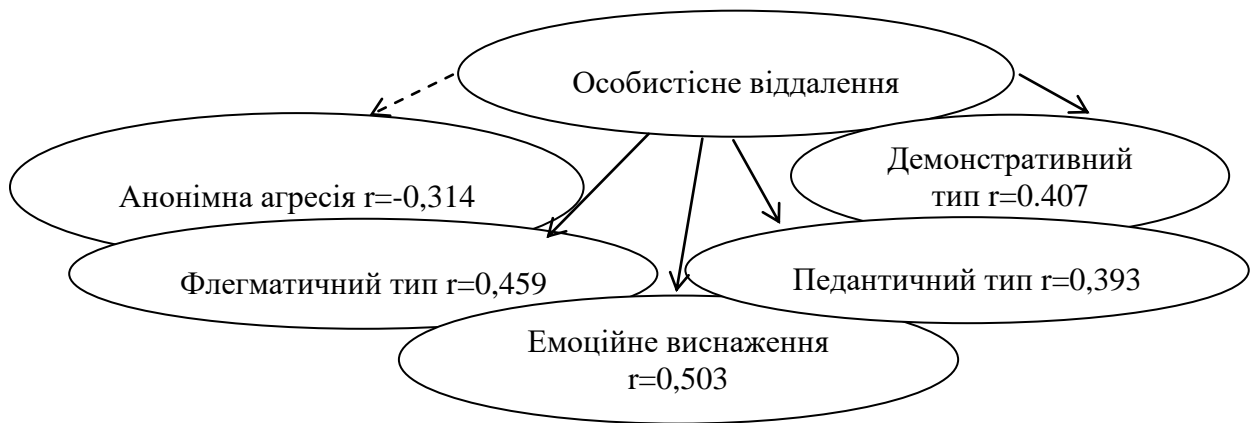 Особистісне віддалення
Анонімна агресія r=-0,314
Демонстративний
тип r=0.407
Флегматичний тип r=0,459
Педантичний тип r=0,393
Емоційне виснаження
r=0,503